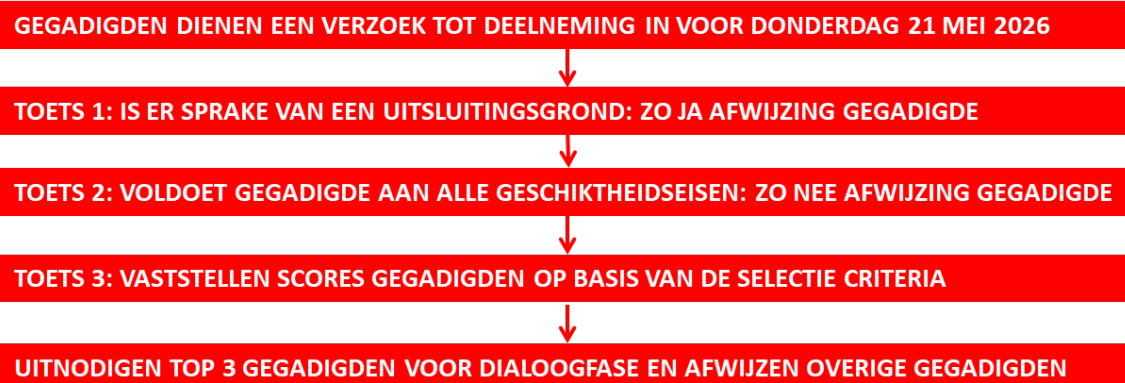 GEGADIGDEN DIENEN EEN VERZOEK TOT DEELNEMING IN VOOR DONDERDAG 21 MEI 2026
TOETS 1: IS ER SPRAKE VAN EEN UITSLUITINGSGROND: ZO JA AFWIJZING GEGADIGDE
TOETS 2: VOLDOET GEGADIGDE AAN ALLE GESCHIKTHEIDSEISEN: ZO NEE AFWIJZING GEGADIGDE
TOETS 3: VASTSTELLEN SCORES GEGADIGDEN OP BASIS VAN DE SELECTIE CRITERIA
UITNODIGEN TOP 3 GEGADIGDEN VOOR DIALOOGFASE EN AFWIJZEN OVERIGE GEGADIGDEN